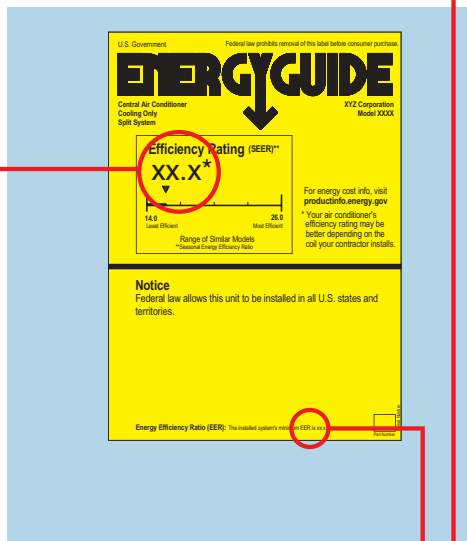 U.S. Government
Federal law prohibits removal of this label before consumer purchase.
ENERGYGUIDE
Central Air Conditioner
Cooling Only
Split System
XYZ Corporation
Model XXXX
Efficiency Rating (SEER)**
XX.X*
14.0
Least Efficient
26.0
Most Efficient
Range of Similar Models
**Seasonal Energy Efficiency Ratio
For energy cost info, visit
productinfo.energy.gov
* Your air conditioner's
efficiency rating may be
better depending on the
coil your contractor installs.
Notice
Federal law allows this unit to be installed in all U.S. states and
territories.
Energy Efficiency Ratio (EER): The installed system's minimum EER is xx.x
Part Number